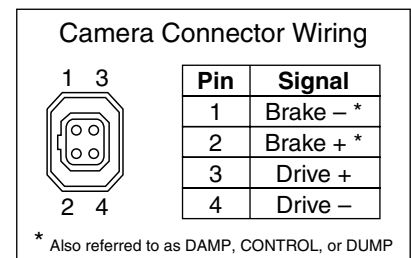 Camera Connector Wiring
1 3
2 4
Pin Signal
1 Brake – *
2 Brake + *
3 Drive +
4 Drive –
* Also referred to as DAMP, CONTROL, or DUMP